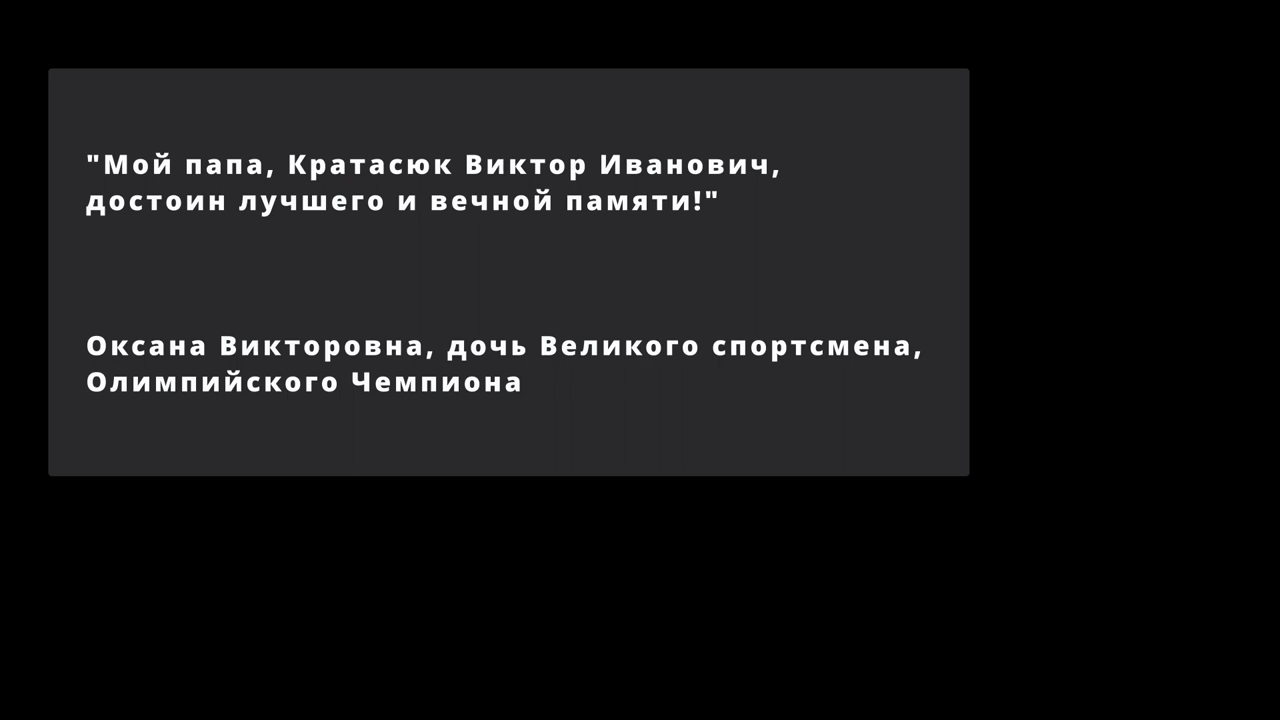 "Мой папа, Кратасюк Виктор Иванович,
достоин лучшего и вечной памяти!"
Оксана Викторовна, дочь Великого спортсмена,
Олимпийского Чемпиона